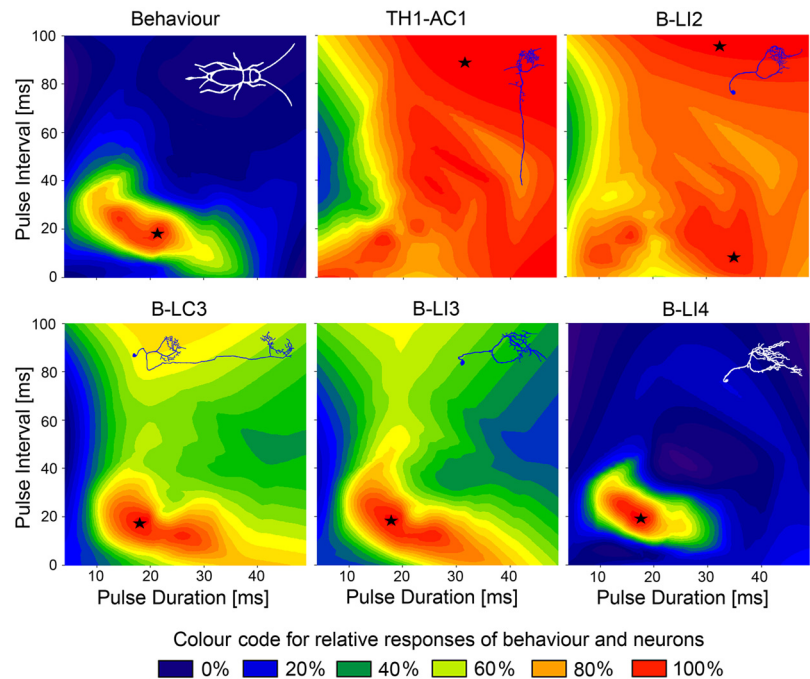 Behaviour TH1-AC1 B-LI2
Pulse Interval [ms]
100
80
60
40
20
0
B-LC3 B-LI3 B-LI4
Pulse Interval [ms]
100
80
60
40
20
0
10 20 30 40 10 20 30 40 10 20 30 40
Pulse Duration [ms] Pulse Duration [ms] Pulse Duration [ms]
Colour code for relative responses of behaviour and neurons
0% 20% 40% 60% 80% 100%